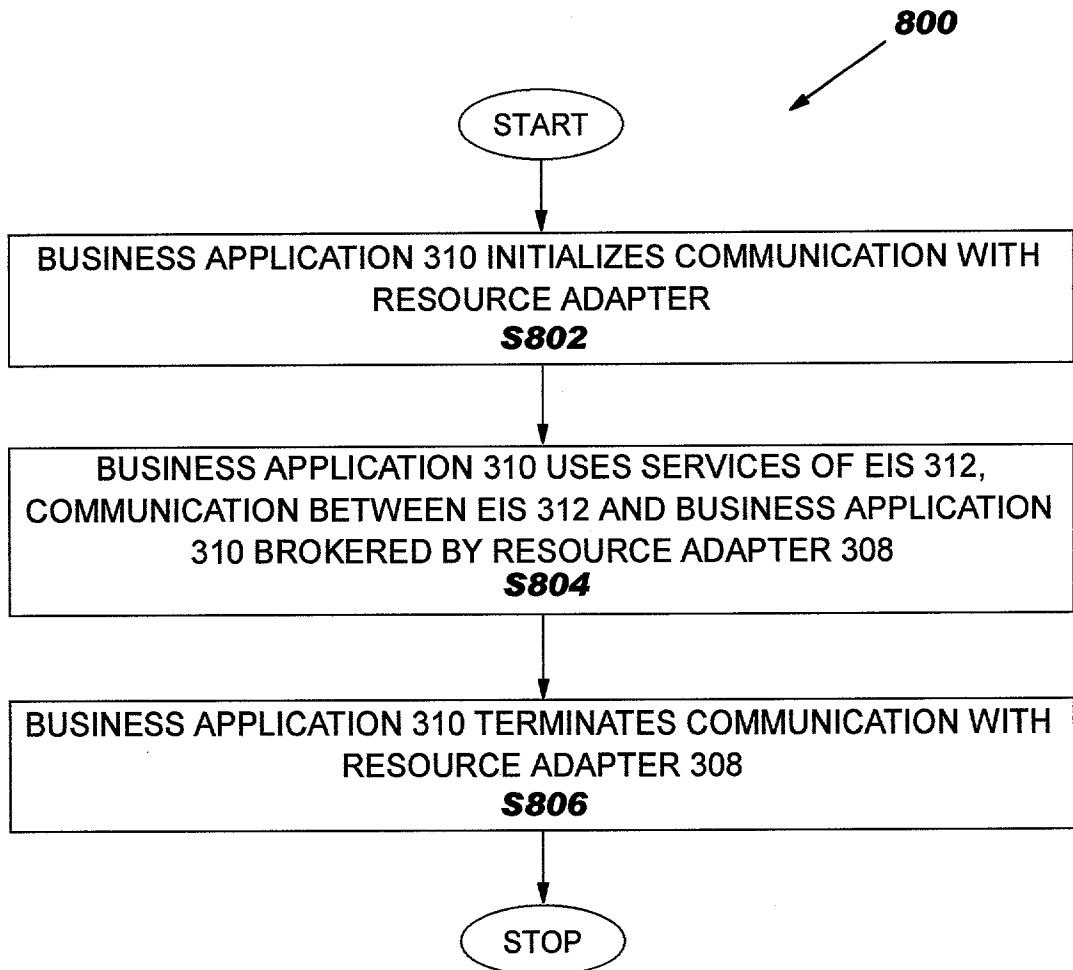 800
START
BUSINESS APPLICATION 310 INITIALIZES COMMUNICATION WITH
RESOURCE ADAPTER
S802
BUSINESS APPLICATION 310 USES SERVICES OF EIS 312,
COMMUNICATION BETWEEN EIS 312 AND BUSINESS APPLICATION
310 BROKERED BY RESOURCE ADAPTER 308
S804
BUSINESS APPLICATION 310 TERMINATES COMMUNICATION WITH
RESOURCE ADAPTER 308
S806
STOP